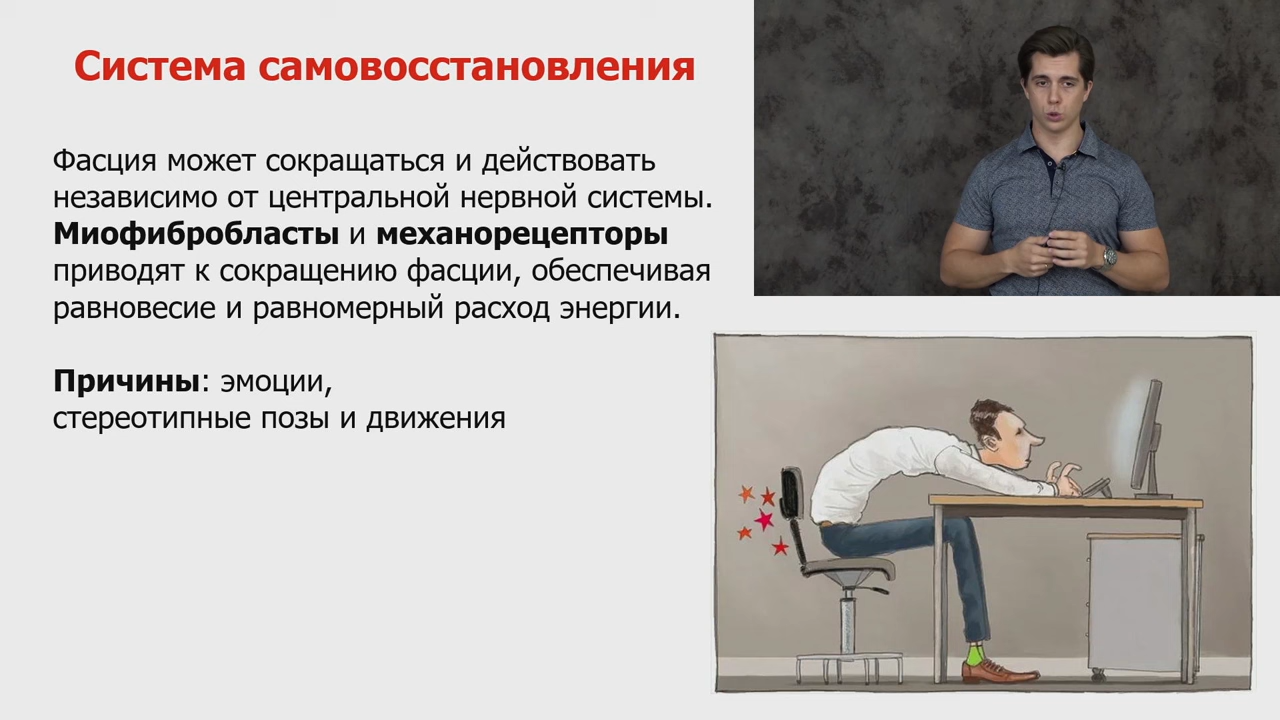 Система самовосстановления
Фасция может сокращаться и действовать
независимо от центральной нервной системы.
Миофибробласты и механорецепторы
приводят к сокращению фасции, обеспечивая
равновесие и равномерный расход энергии.
Причины: эмоции,
стереотипные позы и движения